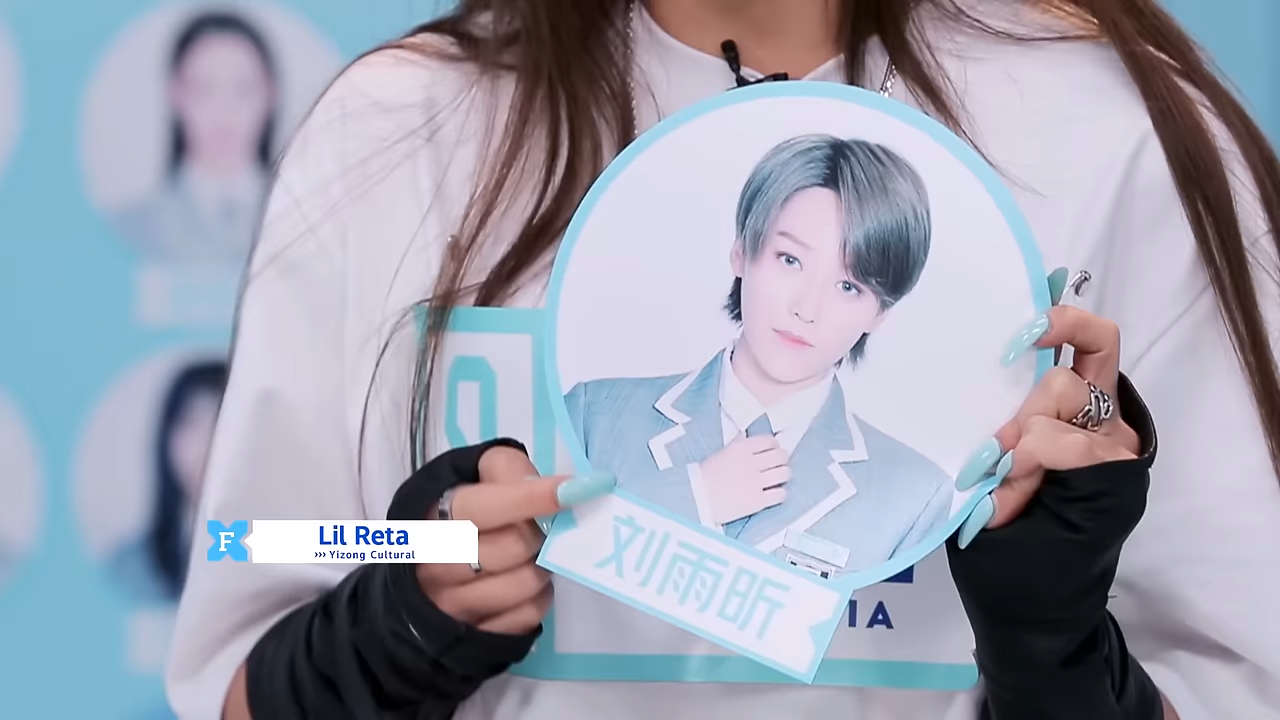 刘雨昕
IA
F
Lil Reta
››› Yizong Cultural